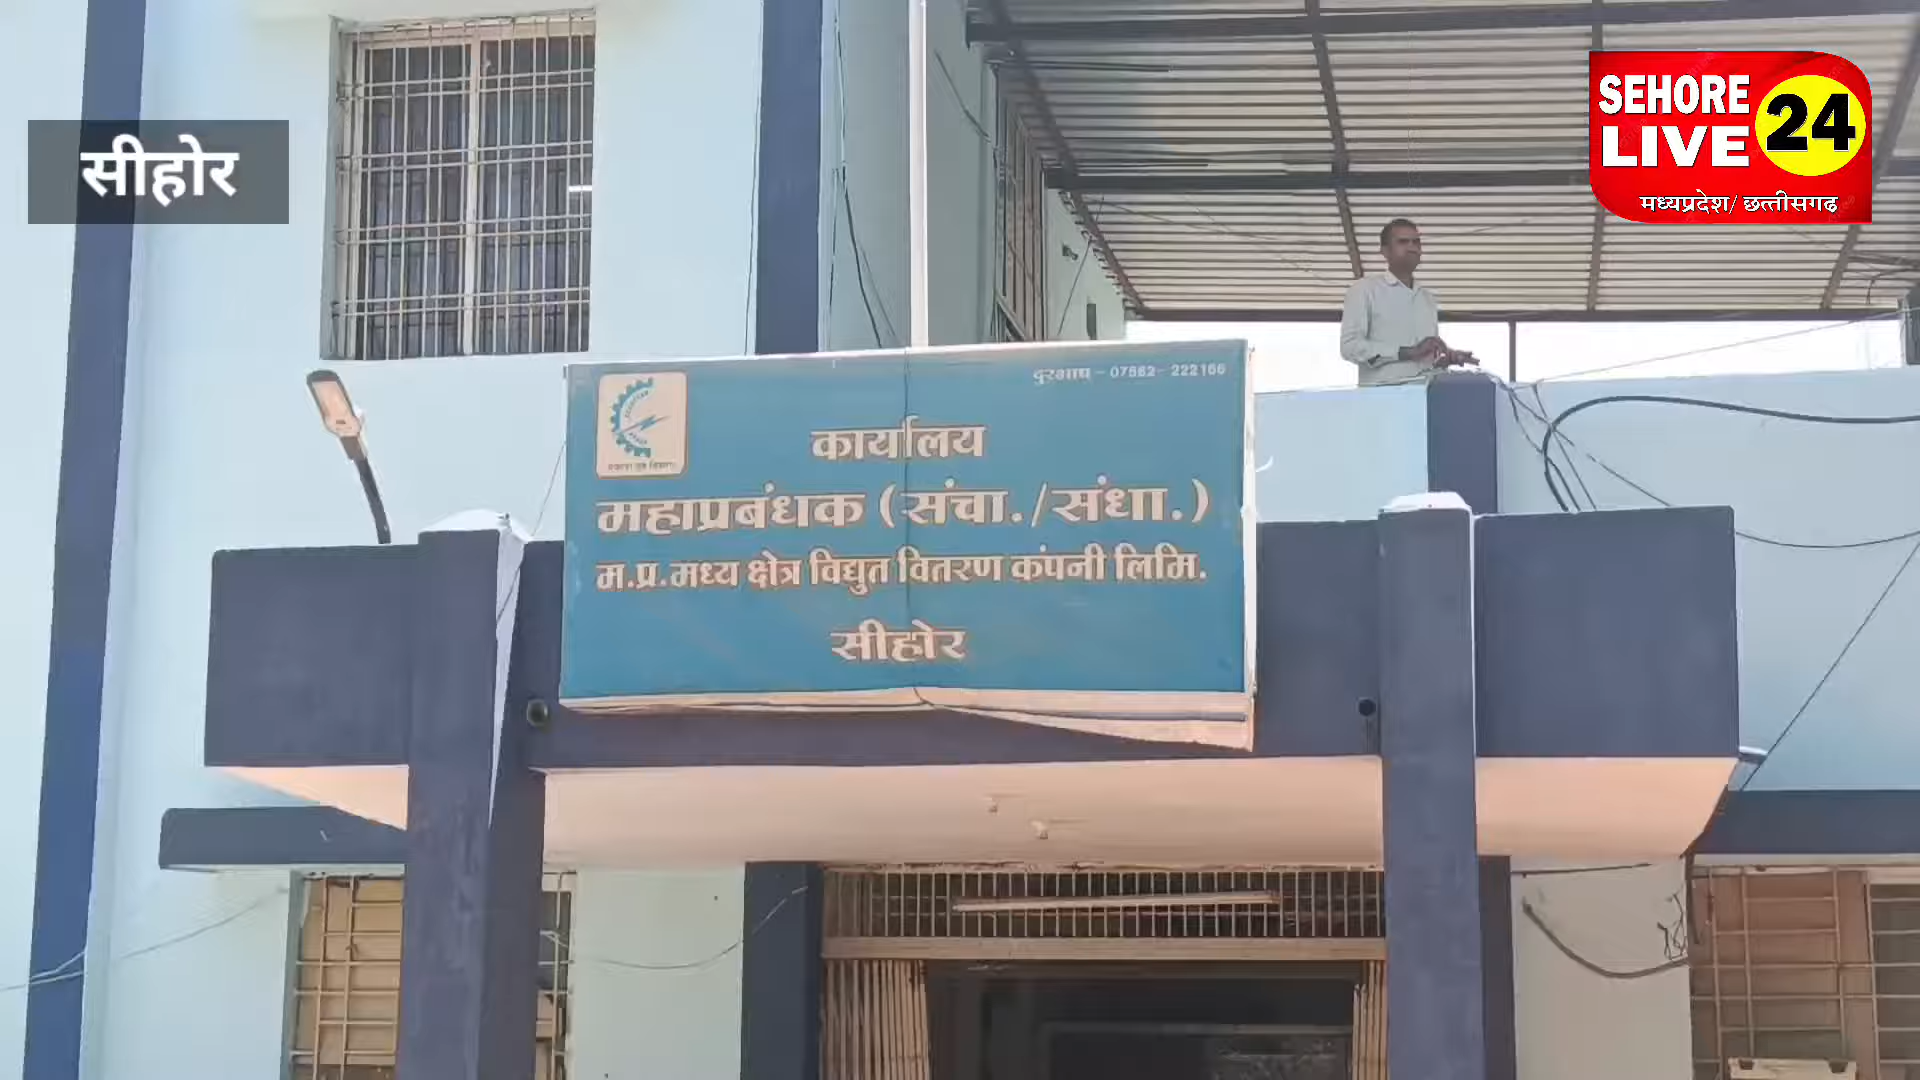 सीहोर
SEHORE
LIVE 24
मध्यप्रदेश/ छत्तीसगढ़
दुरभाष - 07562- 222166
कार्यालय
महाप्रबंधक (संचा./संधा.)
म.प्र.मध्य क्षेत्र विद्युत वितरण कंपनी लिमि.
सीहोर